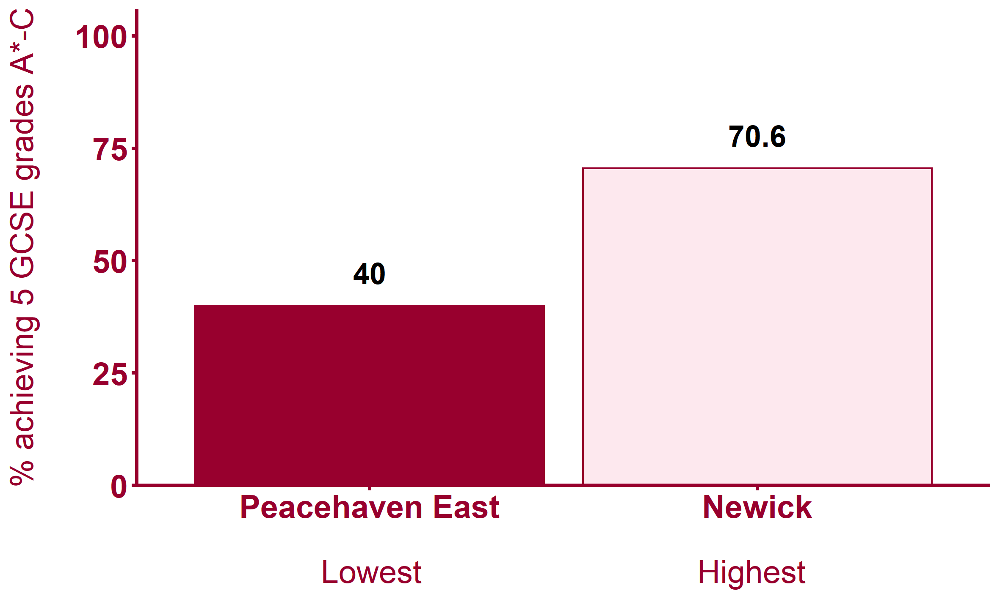 % achieving 5 GCSE grades A*-C
100
75
50
25
0
40
70.6
Peacehaven East
Newick
Lowest
Highest